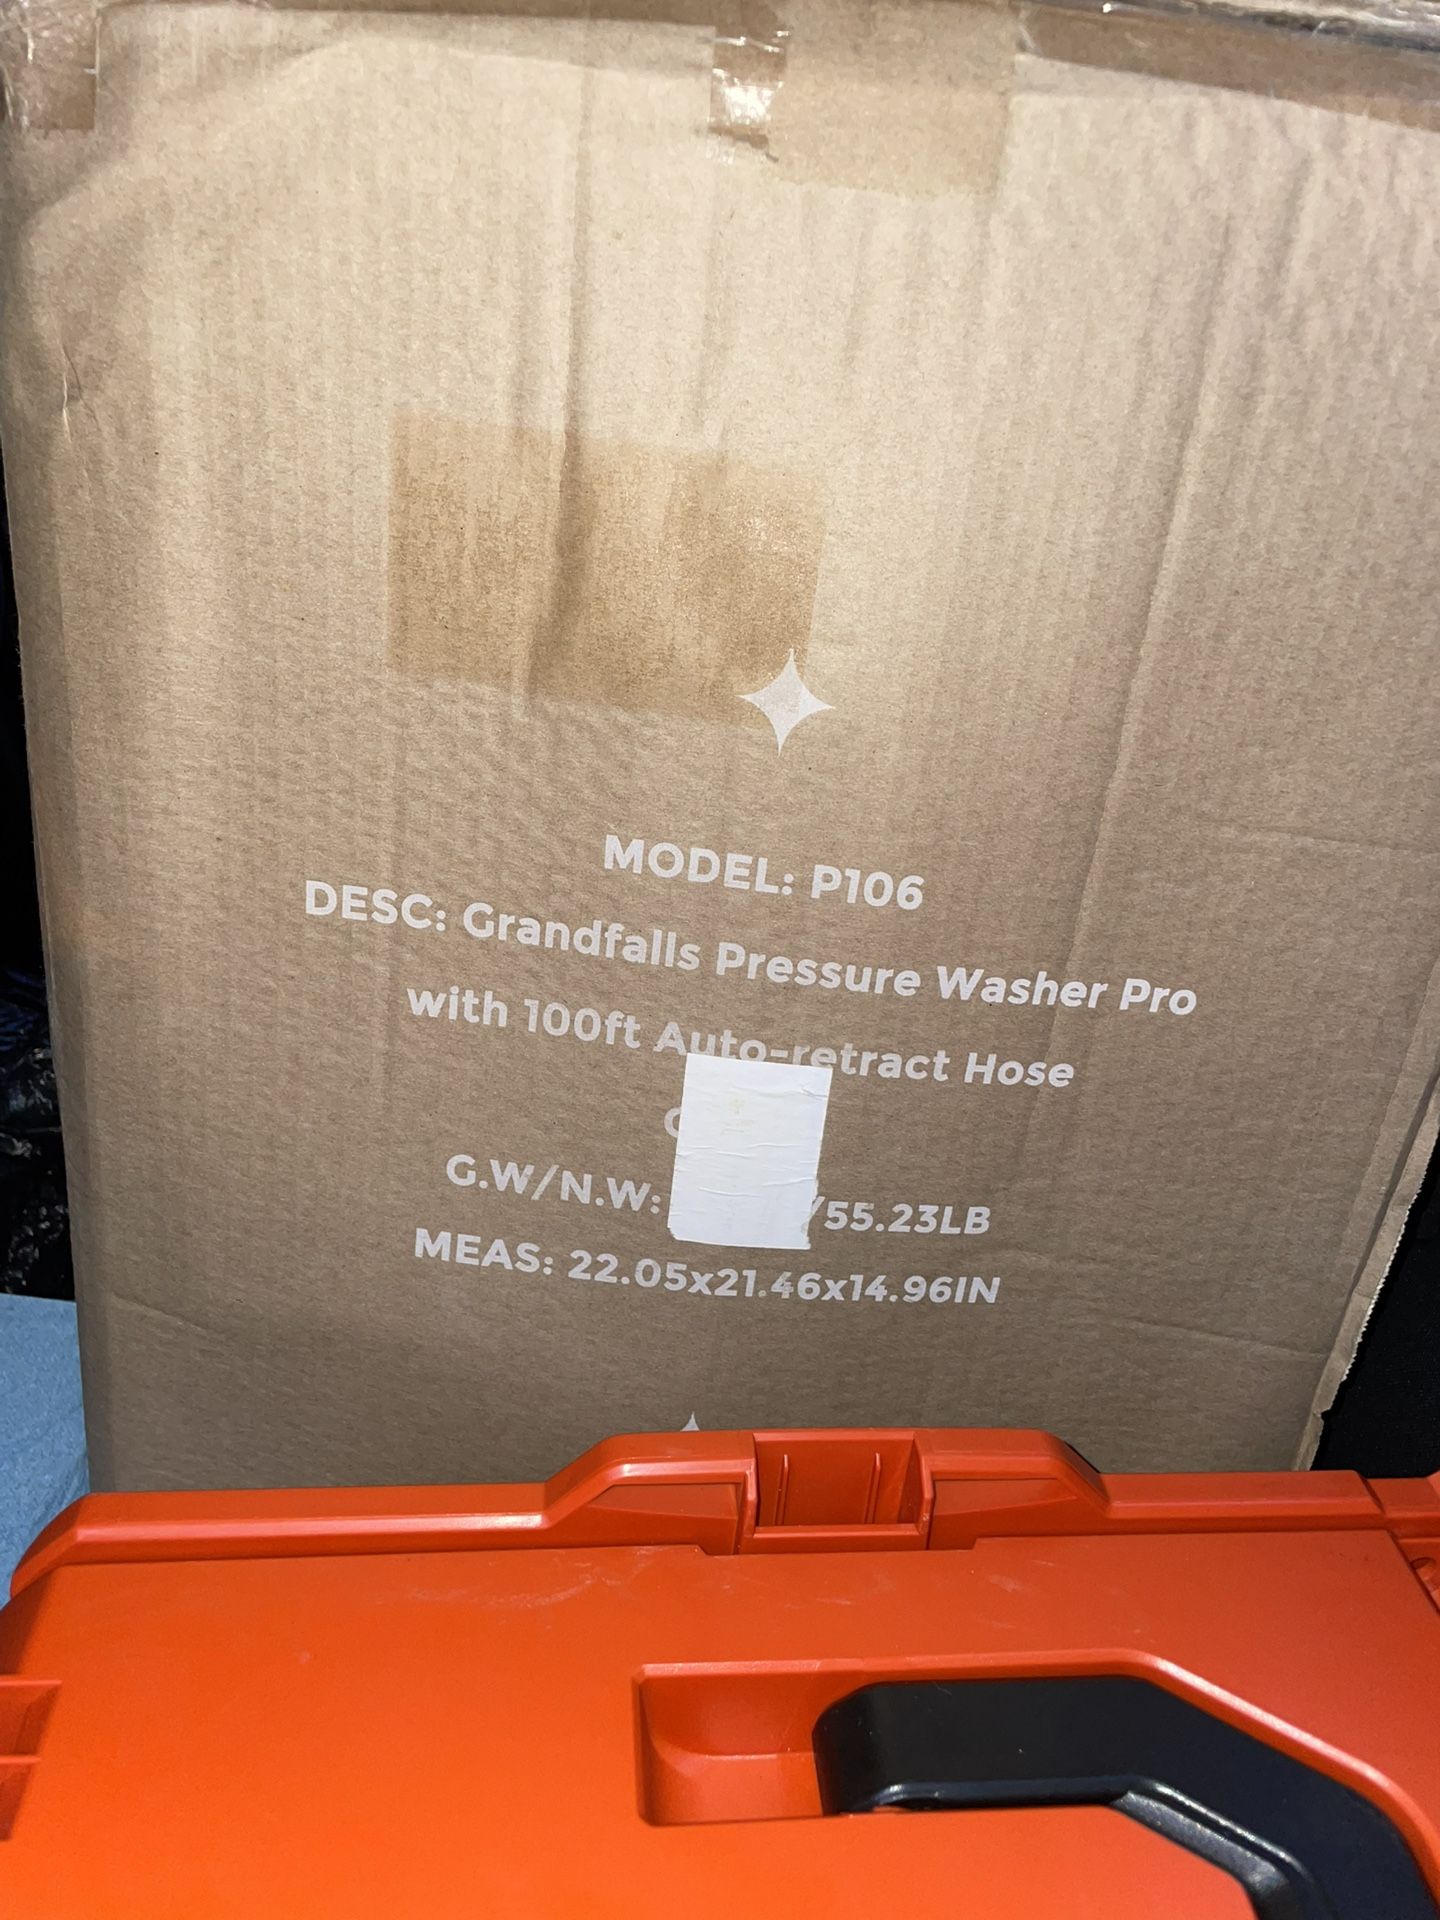 MODEL: P106
DESC: Grandfalls Pressure Washer Pro
with 100ft Auto-retract Hose
G.W/N.W: /55.23LB
MEAS: 22.05x21.46x14.96IN